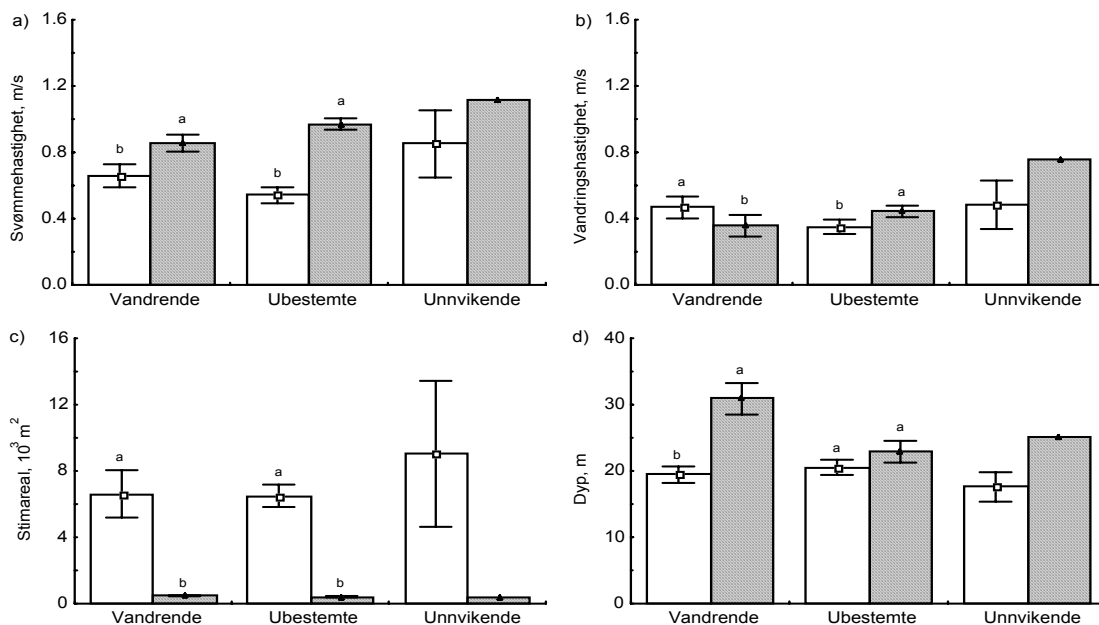 a)
Svømmehastighet, m/s
1.6
1.2
0.8
0.4
0.0
b
a
b
a
Vandrende Ubestemte Unnvikende
b)
Vandringshastighet, m/s
1.6
1.2
0.8
0.4
0.0
a
b
b
a
Vandrende Ubestemte Unnvikende
c)
Stimareal, 10³ m²
16
12
8
4
0
a
b
a
b
Vandrende Ubestemte Unnvikende
d)
Dyp, m
40
30
20
10
0
b
a
a
a
Vandrende Ubestemte Unnvikende